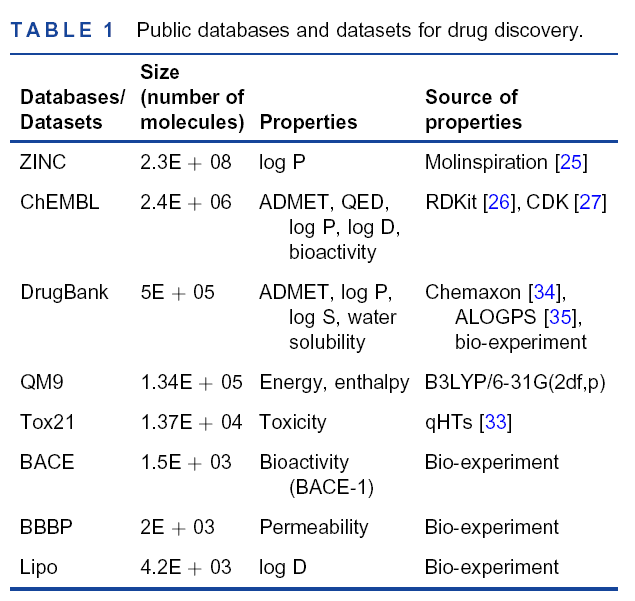 TABLE 1 Public databases and datasets for drug discovery.
Databases/ Datasets Size (number of molecules) Properties Source of properties
ZINC 2.3E + 08 log P Molinspiration [25]
ChEMBL 2.4E + 06 ADMET, QED, RDKit [26], CDK [27]
log P, log D,
bioactivity
DrugBank 5E + 05 ADMET, log P, Chemaxon [34],
log S, water ALOGPS [35],
solubility bio-experiment
QM9 1.34E + 05 Energy, enthalpy B3LYP/6-31G(2df,p)
Tox21 1.37E + 04 Toxicity qHTs [33]
BACE 1.5E + 03 Bioactivity Bio-experiment
(BACE-1)
BBBP 2E + 03 Permeability Bio-experiment
Lipo 4.2E + 03 log D Bio-experiment